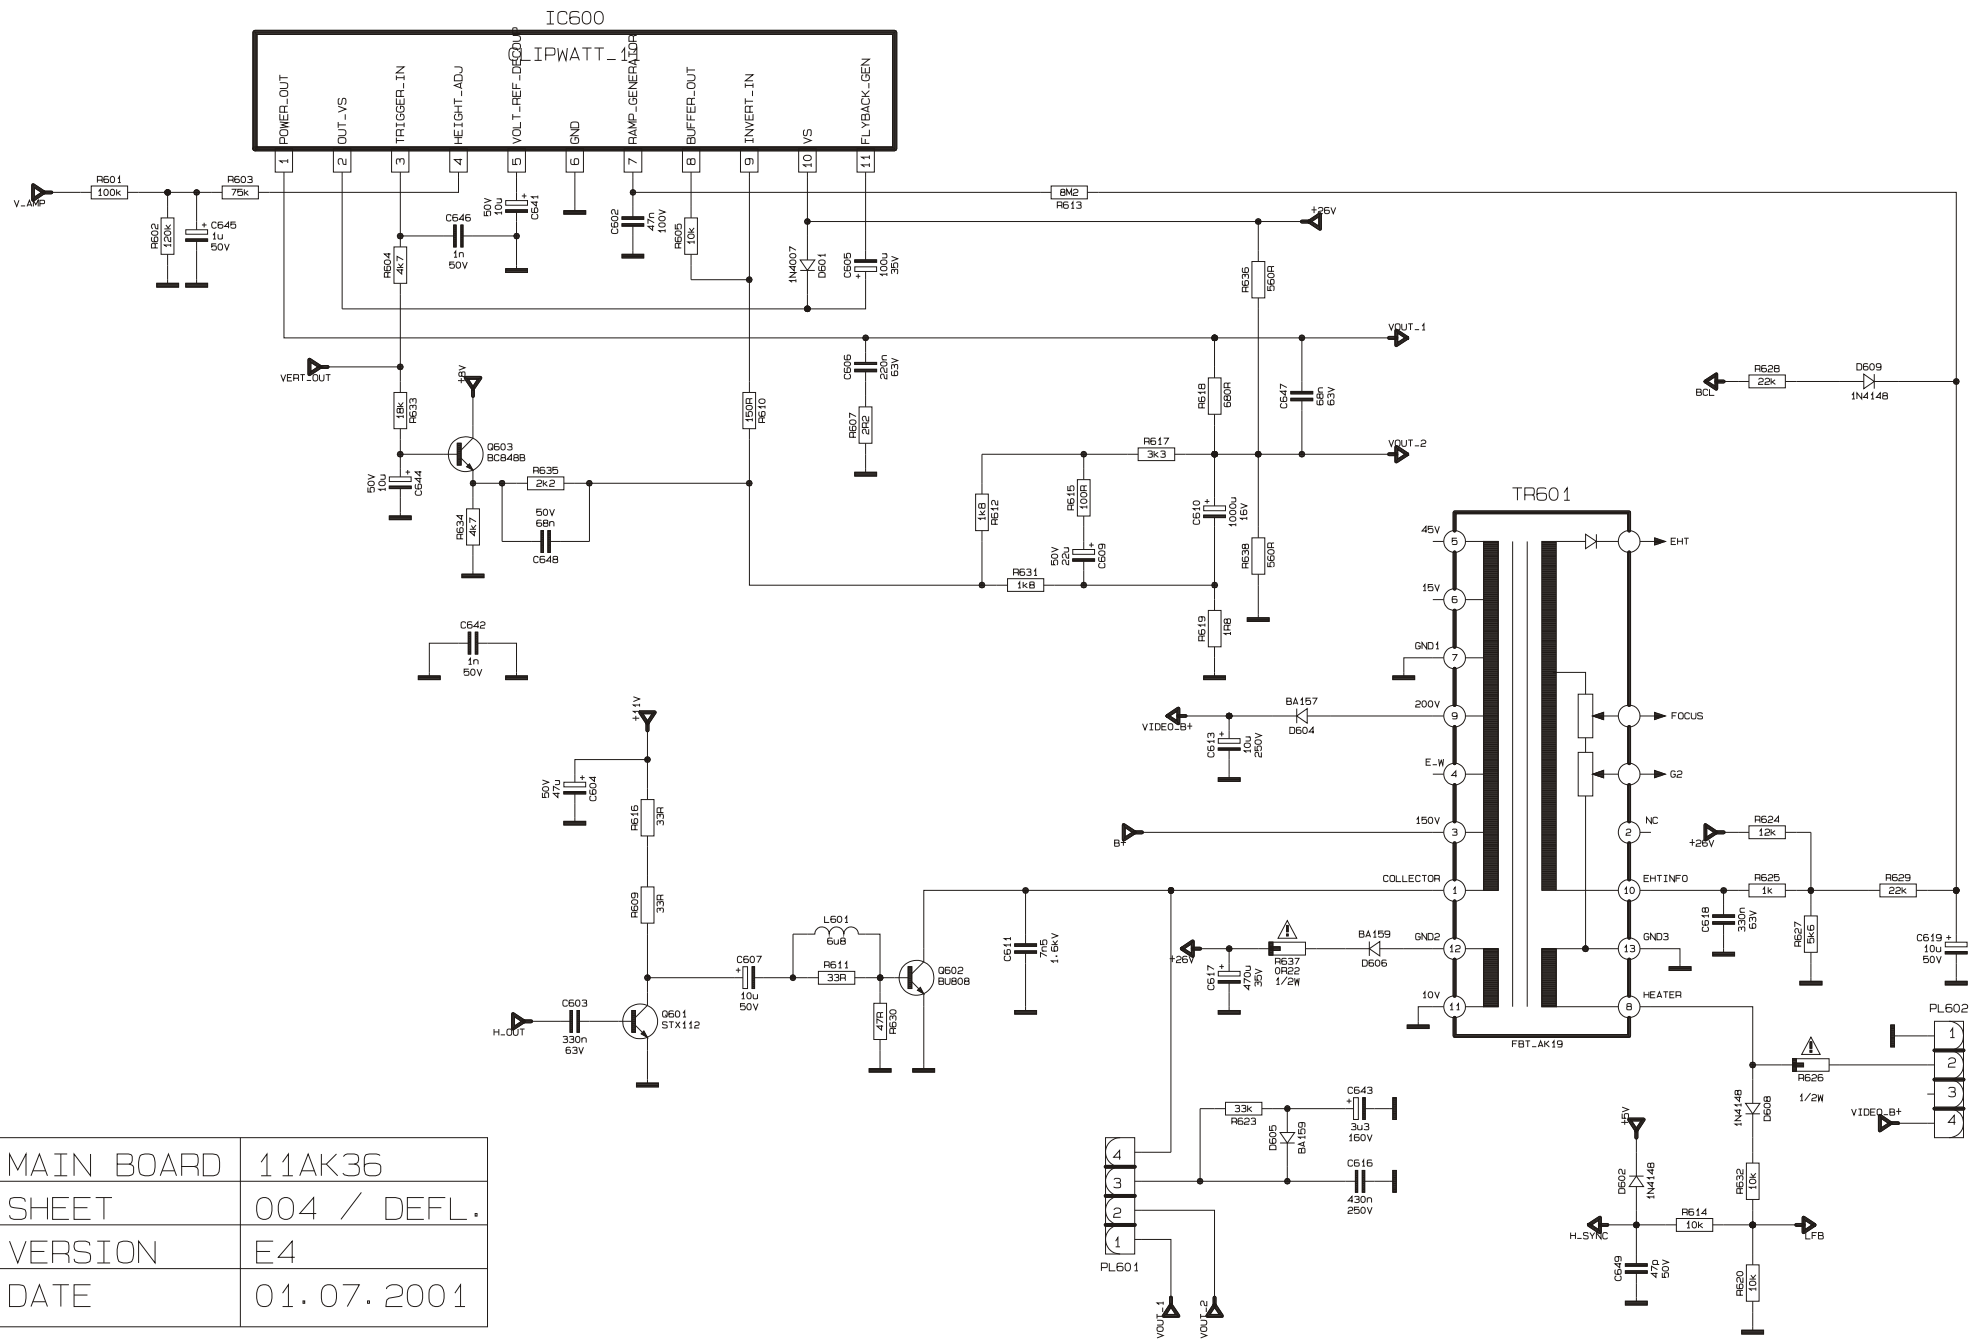 IC600
CLIPWATT_11
POWER_OUT
OUT_VS
TRIGGER_IN
HEIGHT_ADJ
VOLT_REF_DECOUP
GND
RAMP_GENERATOR
BUFFER_OUT
INVERT_IN
VS
FLYBACK_GEN
1 2 3 4 5 6 7 8 9 10 11
V_AMP
R601
100k
R603
75k
R602
120k
C645
1u
50V
R604
4k7
C646
1n
50V
50V
10u
C641
C602
47n
100V
R605
10k
1N4007
D601
C605
100u
35V
8M2
R613
+26V
R636
560R
VOUT_1
VERT_OUT
+8V
18k
R633
Q603
BC848B
50V
10u
C644
R635
2k2
R634
4k7
50V
68n
C648
150R
R610
C606
220n
63V
R607
2R2
R618
680R
C647
68n
63V
VOUT_2
R617
3k3
1k8
R612
R615
100R
50V
22u
C609
C610
1000u
16V
R638
560R
R631
1k8
R619
1R8
BCL
R628
22k
D609
1N4148
C642
1n
50V
TR601
45V
5
15V
6
GND1
7
200V
9
E_W
4
150V
3
COLLECTOR
1
GND2
12
10V
11
EHT
FOCUS
G2
NC
2
EHTINFO
10
GND3
13
HEATER
8
FBT_AK19
VIDEO_B+
BA157
D604
C613
10u
250V
B+
+11V
50V
47u
C604
R616
33R
R609
33R
L601
6u8
R611
33R
C607
10u
50V
Q602
BU808
47R
R630
C603
330n
63V
H_OUT
Q601
STX112
C611
7n5
1.6kV
+26V
C617
470u
35V
R637
0R22
1/2W
BA159
D606
R624
12k
+26V
R625
1k
R629
22k
C618
330n
63V
R627
5k6
C619
10u
50V
PL602
1
2
3
4
R626
1/2W
VIDEO_B+
1N4148
D608
+5V
D602
1N4148
R632
10k
H_SYNC
R614
10k
LFB
C649
47p
50V
R620
10k
33k
R623
D605
BA159
C643
3u3
160V
C616
430n
250V
4
3
2
1
PL601
VOUT_1
VOUT_2
MAIN BOARD 11AK36
SHEET 004 / DEFL.
VERSION E4
DATE 01.07.2001